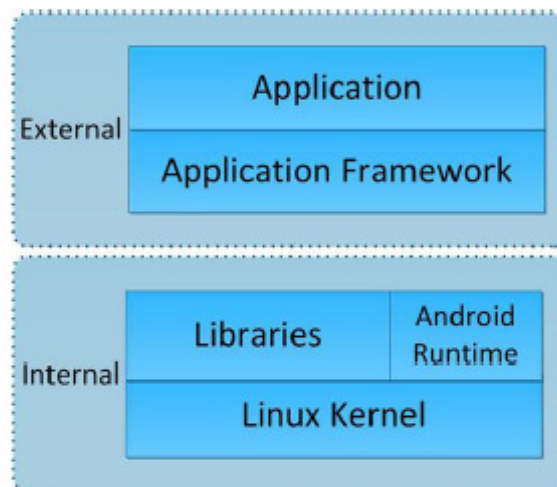 Application
External
Application Framework
Libraries
Android
Runtime
Internal
Linux Kernel